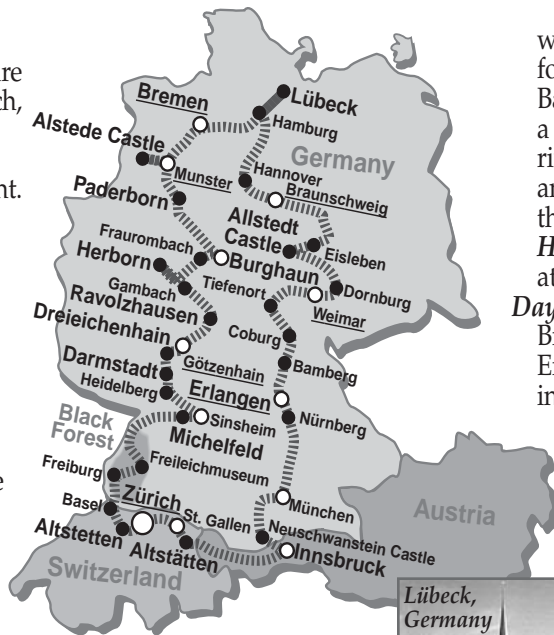 re
ch,
nt.
e
Bremen
Lübeck
Hamburg
Alstede Castle
Germany
Munster
Hannover
Braunschweig
Paderborn
Allstedt
Castle
Eisleben
Fraurombach
Burghaun
Herborn
Tiefenort
Dornburg
Gambach
Weimar
Ravolzhausen
Coburg
Dreieichenhain
Götzenhain
Bamberg
Darmstadt
Erlangen
Heidelberg
Sinsheim
Nürnberg
Black
Forest
Michelfeld
Freiburg
Freileichmuseum
Zürich
München
Austria
Basel
St. Gallen
Neuschwanstein Castle
Altstetten
Altstätten
Innsbruck
Switzerland
Lübeck,
Germany
w
fo
Ba
a
ri
th
H
at
Day
in